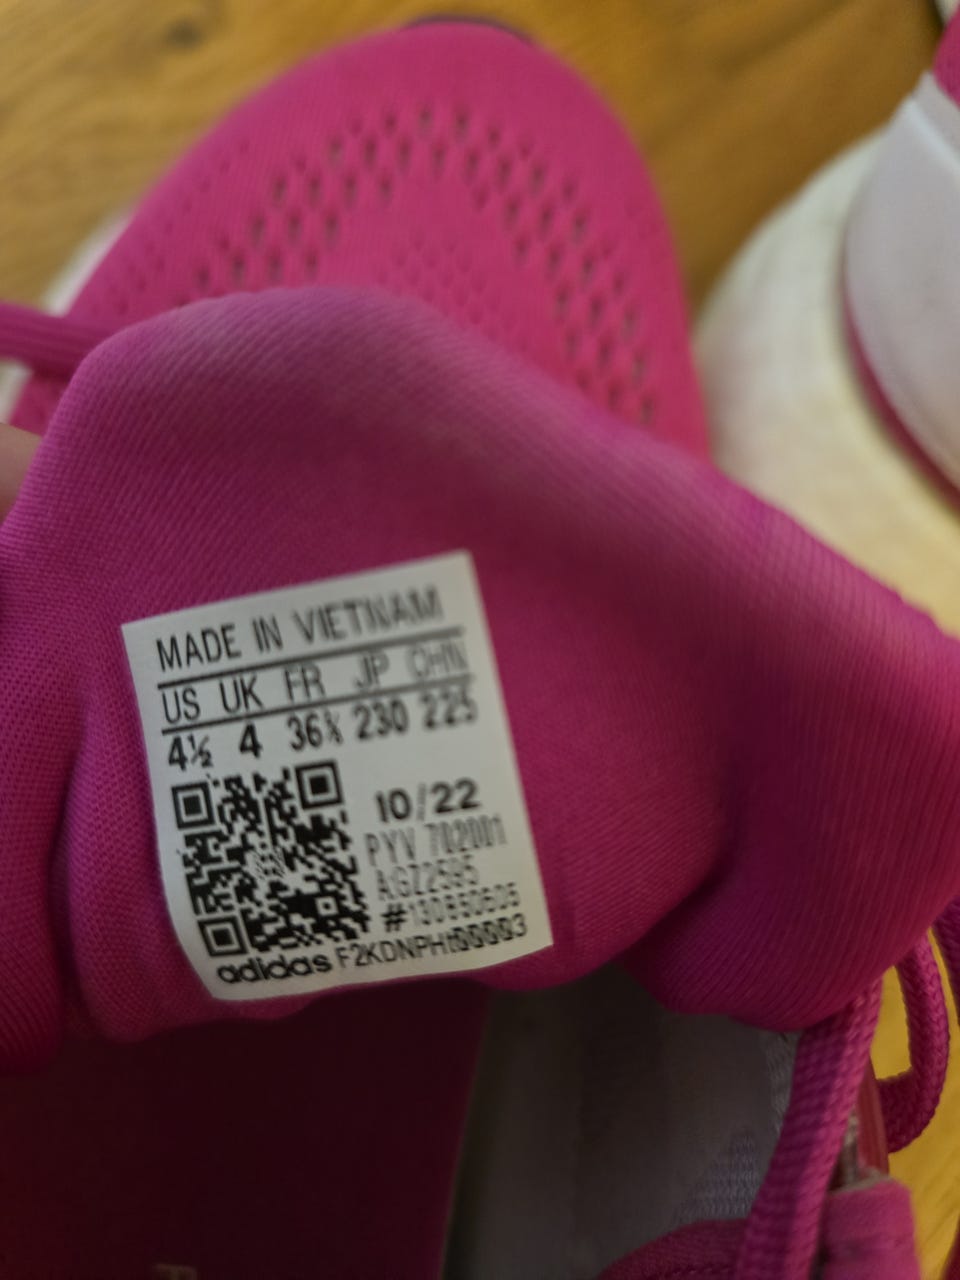 MADE IN VIETNAM
US UK FR JP CHN
4½ 4 36⅔ 230 225
10/22
PYV 702001
#130850605
adidas